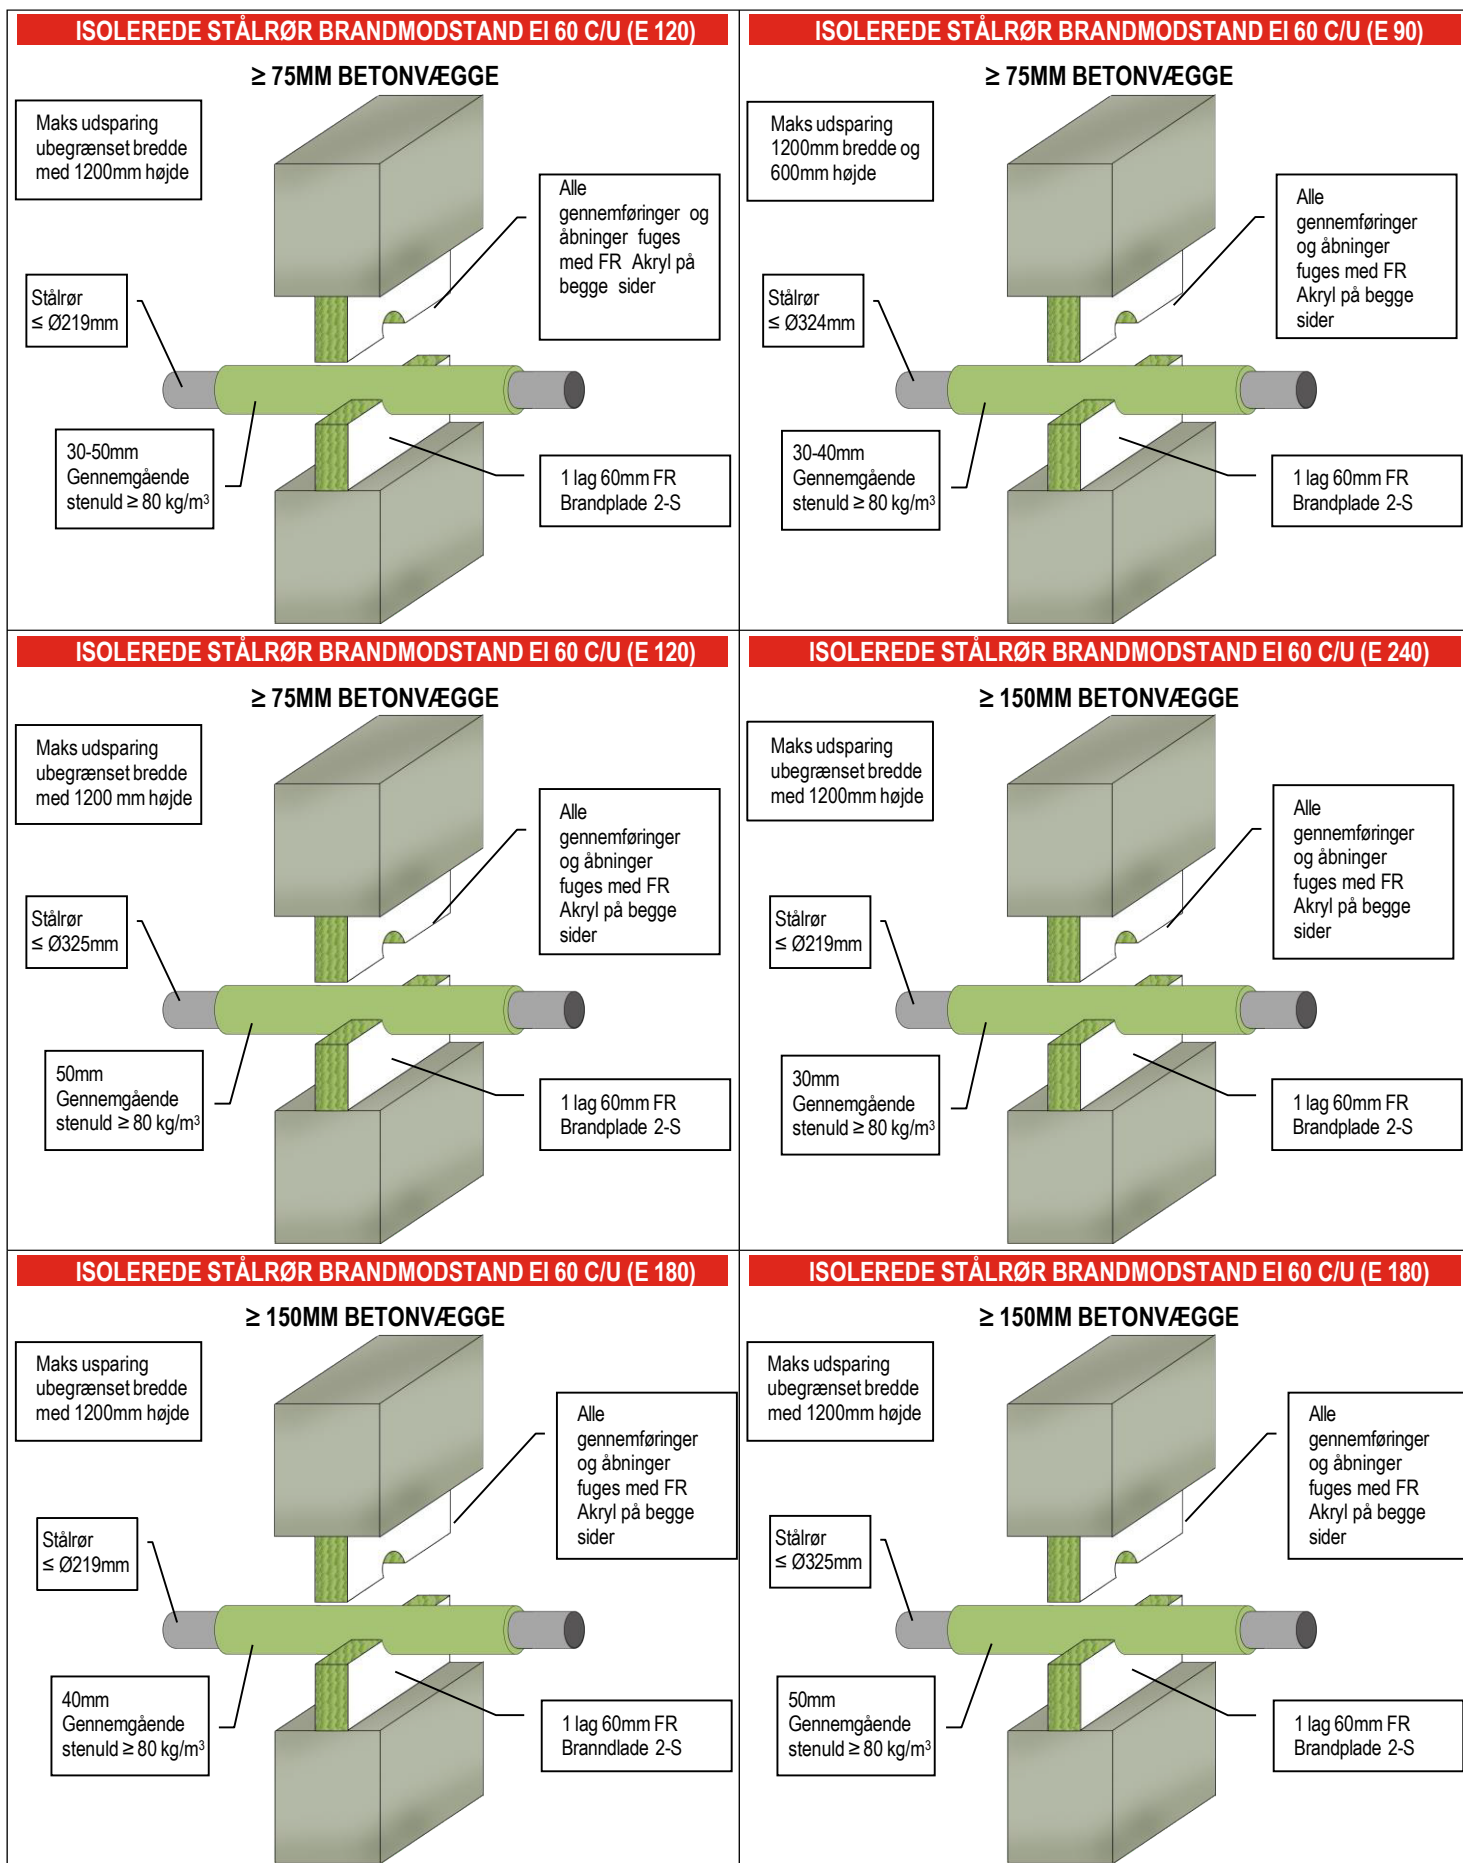 ISOLEREDE STÅLRØR BRANDMODSTAND EI 60 C/U (E 120)
≥ 75MM BETONVÆGGE
Maks udsparing
ubegrænset bredde
med 1200mm højde
Alle
gennemføringer og
åbninger fuges
med FR Akryl på
begge sider
Stålrør
≤ Ø219mm
30-50mm
Gennemgående
stenuld ≥ 80 kg/m³
1 lag 60mm FR
Brandplade 2-S
ISOLEREDE STÅLRØR BRANDMODSTAND EI 60 C/U (E 90)
≥ 75MM BETONVÆGGE
Maks udsparing
1200mm bredde og
600mm højde
Alle
gennemføringer
og åbninger
fuges med FR
Akryl på begge
sider
Stålrør
≤ Ø324mm
30-40mm
Gennemgående
stenuld ≥ 80 kg/m³
1 lag 60mm FR
Brandplade 2-S
ISOLEREDE STÅLRØR BRANDMODSTAND EI 60 C/U (E 120)
≥ 75MM BETONVÆGGE
Maks udsparing
ubegrænset bredde
med 1200 mm højde
Alle
gennemføringer
og åbninger
fuges med FR
Akryl på begge
sider
Stålrør
≤ Ø325mm
50mm
Gennemgående
stenuld ≥ 80 kg/m³
1 lag 60mm FR
Brandplade 2-S
ISOLEREDE STÅLRØR BRANDMODSTAND EI 60 C/U (E 240)
≥ 150MM BETONVÆGGE
Maks udsparing
ubegrænset bredde
med 1200mm højde
Alle
gennemføringer
og åbninger
fuges med FR
Akryl på begge
sider
Stålrør
≤ Ø219mm
30mm
Gennemgående
stenuld ≥ 80 kg/m³
1 lag 60mm FR
Brandplade 2-S
ISOLEREDE STÅLRØR BRANDMODSTAND EI 60 C/U (E 180)
≥ 150MM BETONVÆGGE
Maks usparing
ubegrænset bredde
med 1200mm højde
Alle
gennemføringer
og åbninger
fuges med FR
Akryl på begge
sider
Stålrør
≤ Ø219mm
40mm
Gennemgående
stenuld ≥ 80 kg/m³
1 lag 60mm FR
Branndlade 2-S
ISOLEREDE STÅLRØR BRANDMODSTAND EI 60 C/U (E 180)
≥ 150MM BETONVÆGGE
Maks udsparing
ubegrænset bredde
med 1200mm højde
Alle
gennemføringer
og åbninger
fuges med FR
Akryl på begge
sider
Stålrør
≤ Ø325mm
50mm
Gennemgående
stenuld ≥ 80 kg/m³
1 lag 60mm FR
Brandplade 2-S